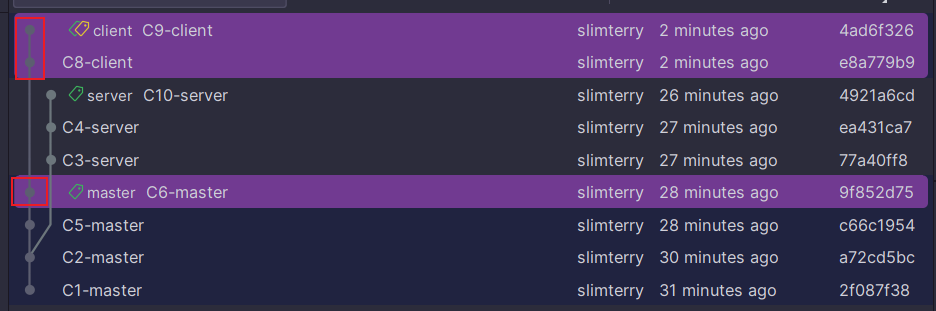 client C9-client slimterry 2 minutes ago 4ad6f326
C8-client slimterry 2 minutes ago e8a779b9
server C10-server slimterry 26 minutes ago 4921a6cd
C4-server slimterry 27 minutes ago ea431ca7
C3-server slimterry 27 minutes ago 77a40ff8
master C6-master slimterry 28 minutes ago 9f852d75
C5-master slimterry 28 minutes ago c66c1954
C2-master slimterry 30 minutes ago a72cd5bc
C1-master slimterry 31 minutes ago 2f087f38